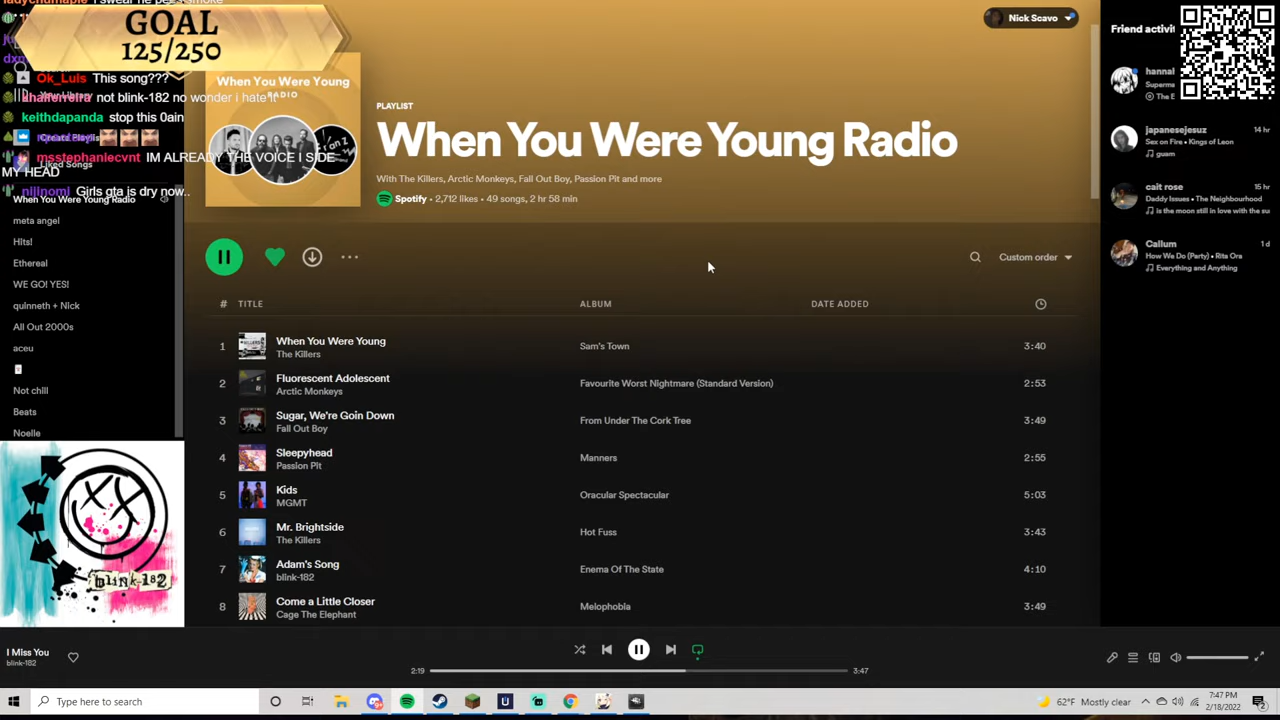 GOAL
125/250
Ok_Luis This song???
not blink-182 no wonder i hate it
keithdapanda stop this 0ain
Create Playlist
msstephaniecvnt IM ALREADY THE VOICE I SIDE
Liked Songs
MY HEAD
niiinomi Girls gta is dry now..
When You Were Young Radio
meta angel
Hits!
Ethereal
WE GO! YES!
quinneth + Nick
All Out 2000s
aceu
Not chill
Beats
Noelle
When You Were Young
RADIO
PLAYLIST
When You Were Young Radio
With The Killers, Arctic Monkeys, Fall Out Boy, Passion Pit and more
Spotify • 2,712 likes • 49 songs, 2 hr 58 min
Nick Scavo
Custom order
# TITLE ALBUM DATE ADDED
1 When You Were Young Sam's Town 3:40
The Killers
2 Fluorescent Adolescent Favourite Worst Nightmare (Standard Version) 2:53
Arctic Monkeys
3 Sugar, We're Goin Down From Under The Cork Tree 3:49
Fall Out Boy
4 Sleepyhead Manners 2:55
Passion Pit
5 Kids Oracular Spectacular 5:03
MGMT
6 Mr. Brightside Hot Fuss 3:43
The Killers
7 Adam's Song Enema Of The State 4:10
blink-182
8 Come a Little Closer Melophobia 3:49
Cage The Elephant
Friend activi
hannal
Superme
The E
japanesejesuz 14 hr
Sex on Fire • Kings of Leon
guam
cait rose 15 hr
Daddy Issues • The Neighbourhood
is the moon still in love with the su
Callum 1 d
How We Do (Party) • Rita Ora
Everything and Anything
blink-182
I Miss You
blink-182
2:19 3:47
Type here to search
62°F Mostly clear
7:47 PM
2/18/2022